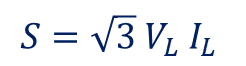 S = √3 V_L I_L